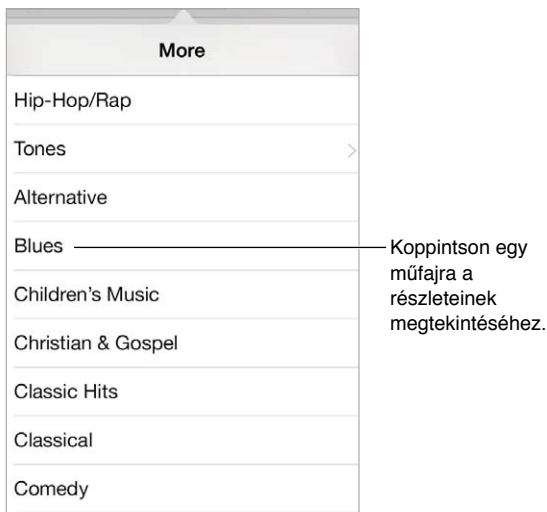 More
Hip-Hop/Rap
Tones
Alternative
Blues
Koppintson egy
műfajra a
részleteinek
megtekintéséhez.
Children's Music
Christian & Gospel
Classic Hits
Classical
Comedy